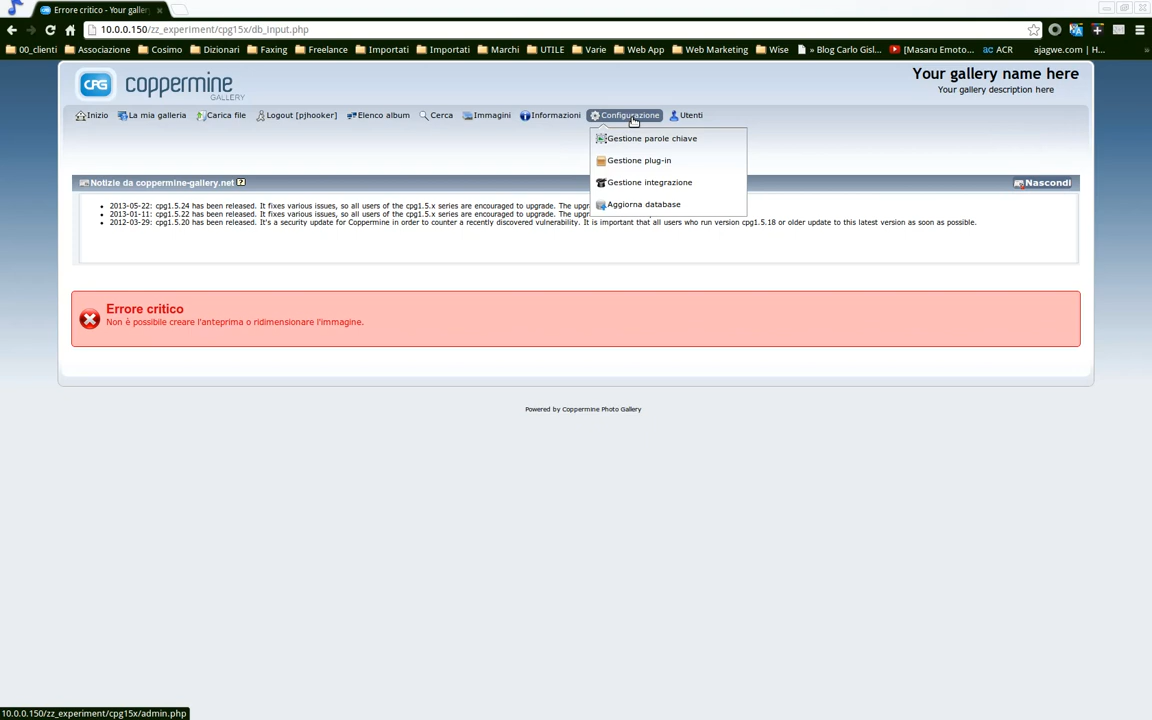 Errore critico - Your galler
10.0.0.150/zz_experiment/cpg15x/db_input.php
00_clienti Associazione Cosimo Dizionari Faxing Freelance Importati Importati Marchi UTILE Varie Web App Web Marketing Wise » Blog Carlo Gisl... [Masaru Emoto... ac ACR ajagwe.com | H... »
CPG coppermine GALLERY
Your gallery name here
Your gallery description here
Inizio La mia galleria Carica file Logout [pjhooker] Elenco album Cerca Immagini Informazioni Configurazione Utenti
Gestione parole chiave
Gestione plug-in
Gestione integrazione
Aggiorna database
Notizie da coppermine-gallery.net ? Nascondi
2013-05-22: cpg1.5.24 has been released. It fixes various issues, so all users of the cpg1.5.x series are encouraged to upgrade. The upgr
2013-01-11: cpg1.5.22 has been released. It fixes various issues, so all users of the cpg1.5.x series are encouraged to upgrade. The upgr
2012-03-29: cpg1.5.20 has been released. It's a security update for Coppermine in order to counter a recently discovered vulnerability. It is important that all users who run version cpg1.5.18 or older update to this latest version as soon as possible.
Errore critico
Non è possibile creare l'anteprima o ridimensionare l'immagine.
Powered by Coppermine Photo Gallery
10.0.0.150/zz_experiment/cpg15x/admin.php